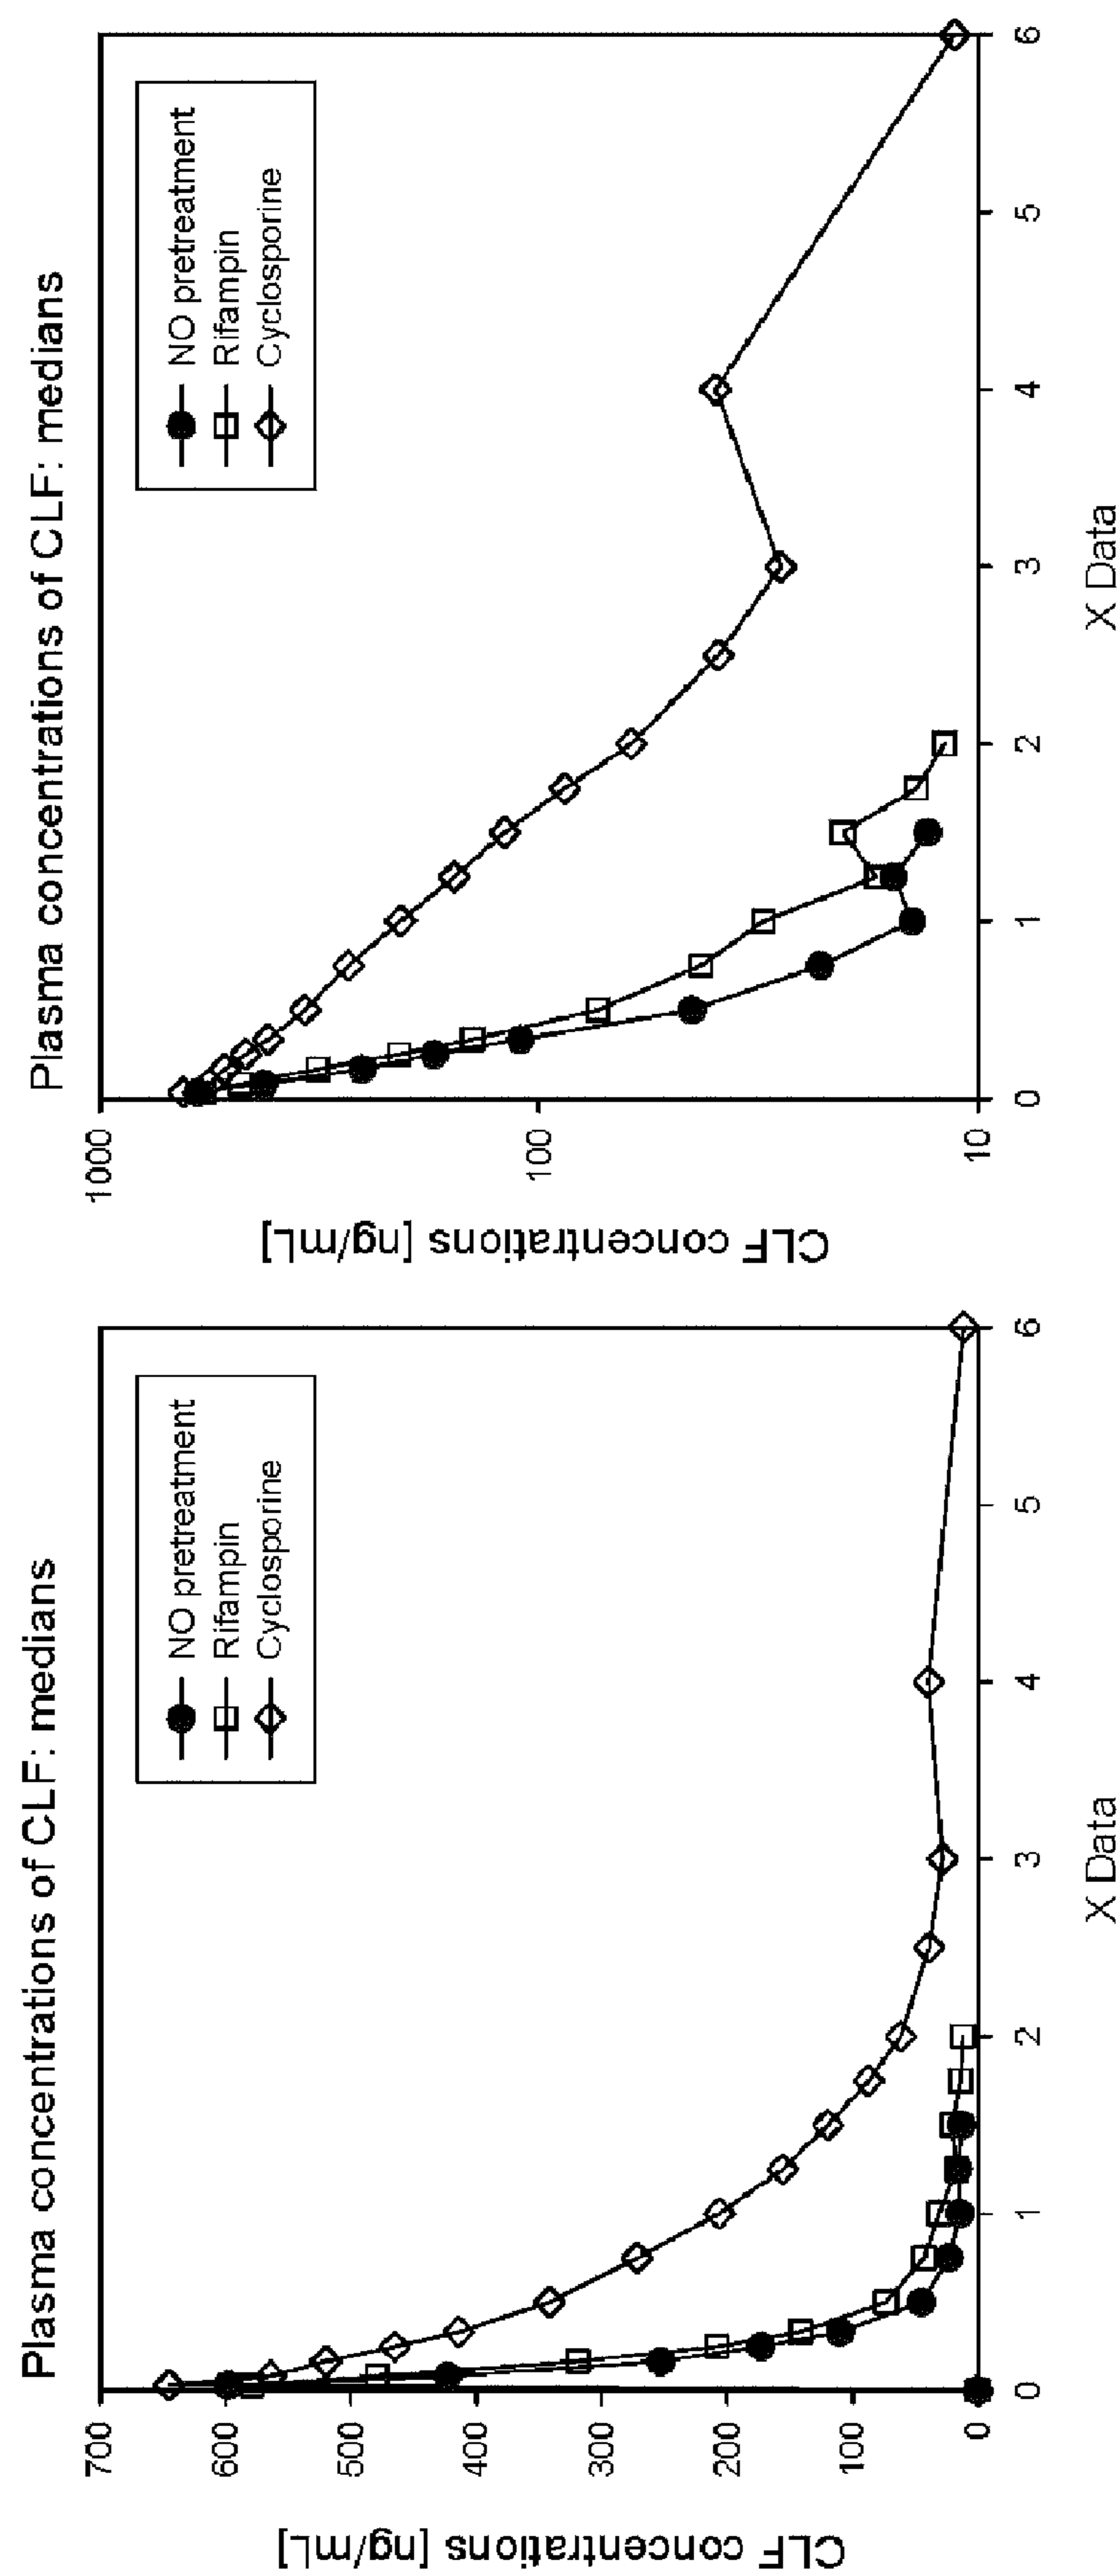 Plasma concentrations of CLF: medians
CLF concentrations [ng/mL]
700
600
500
400
300
200
100
0
NO pretreatment
Rifampin
Cyclosporine
0
1
2
3
4
5
6
X Data
Plasma concentrations of CLF: medians
CLF concentrations [ng/mL]
1000
100
10
NO pretreatment
Rifampin
Cyclosporine
0
1
2
3
4
5
6
X Data